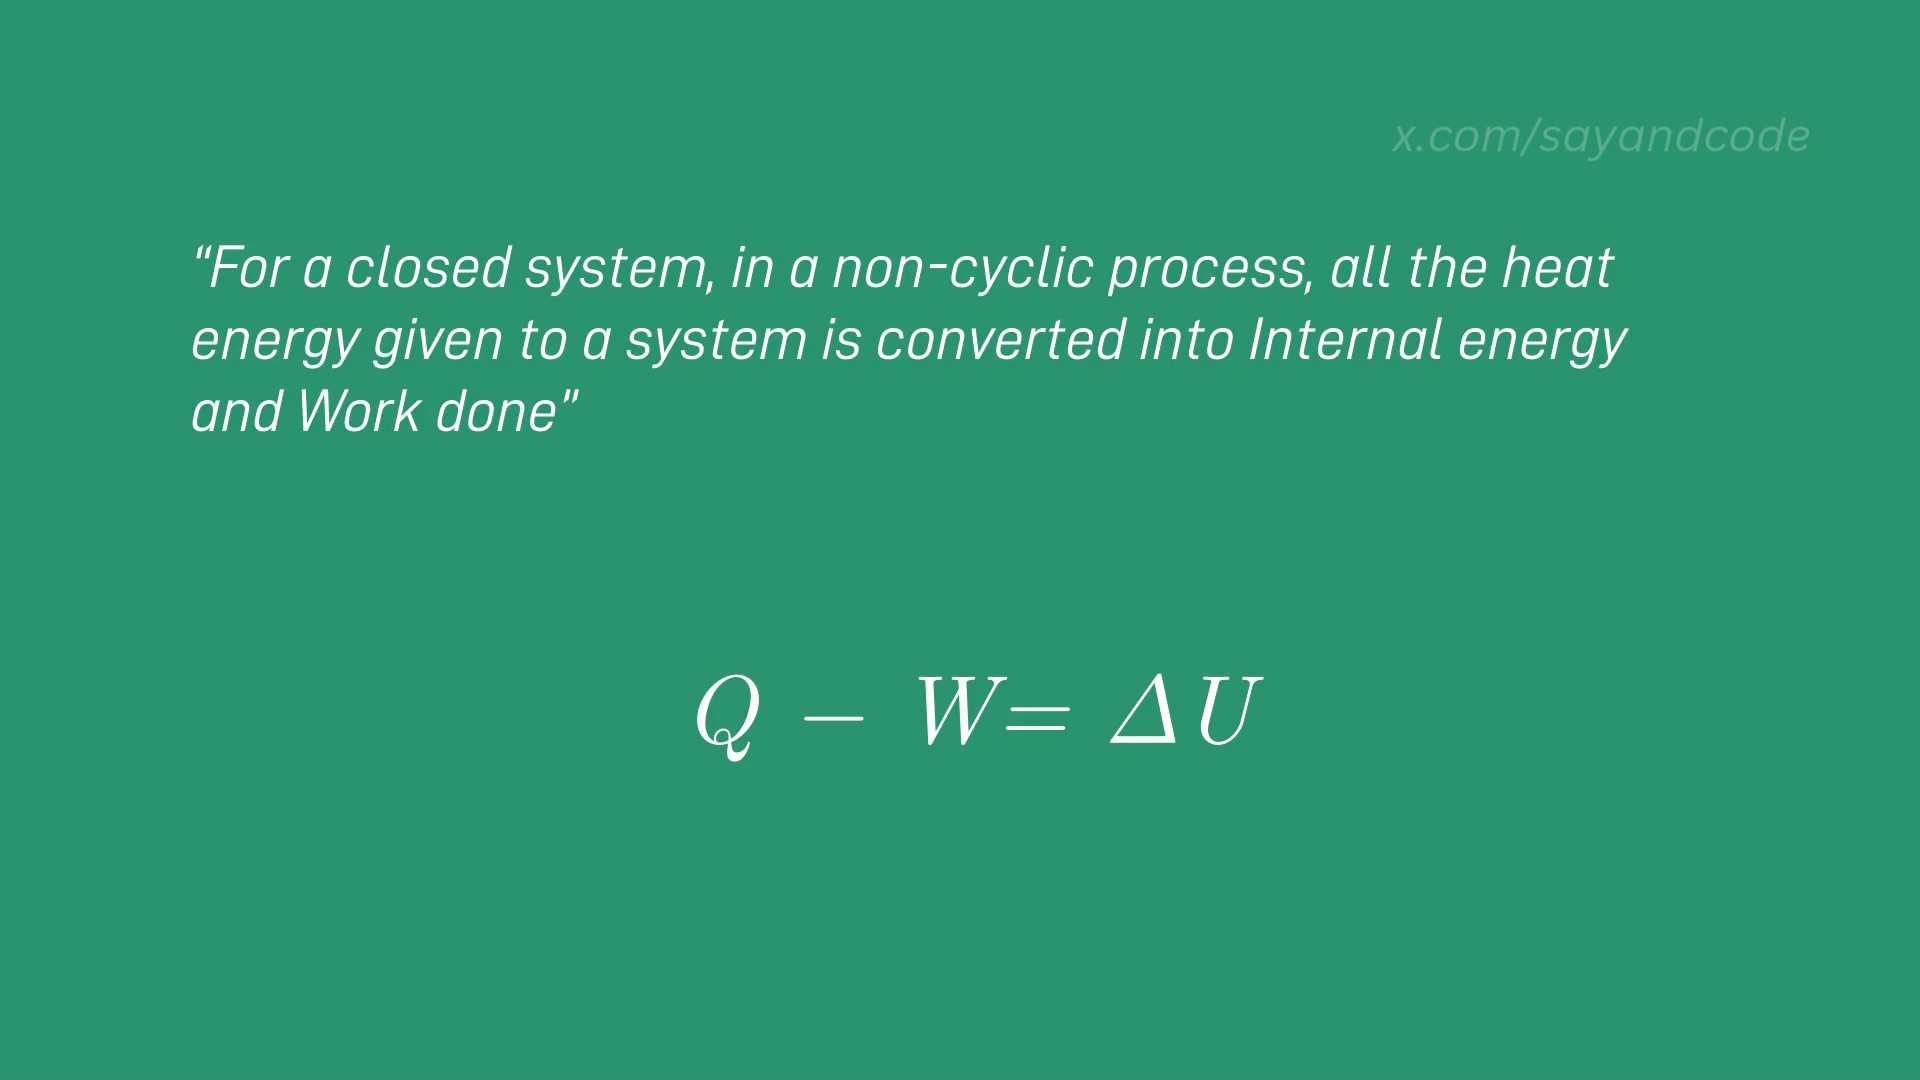 x.com/sayandcode
“For a closed system, in a non-cyclic process, all the heat
energy given to a system is converted into Internal energy
and Work done”
Q − W= ΔU